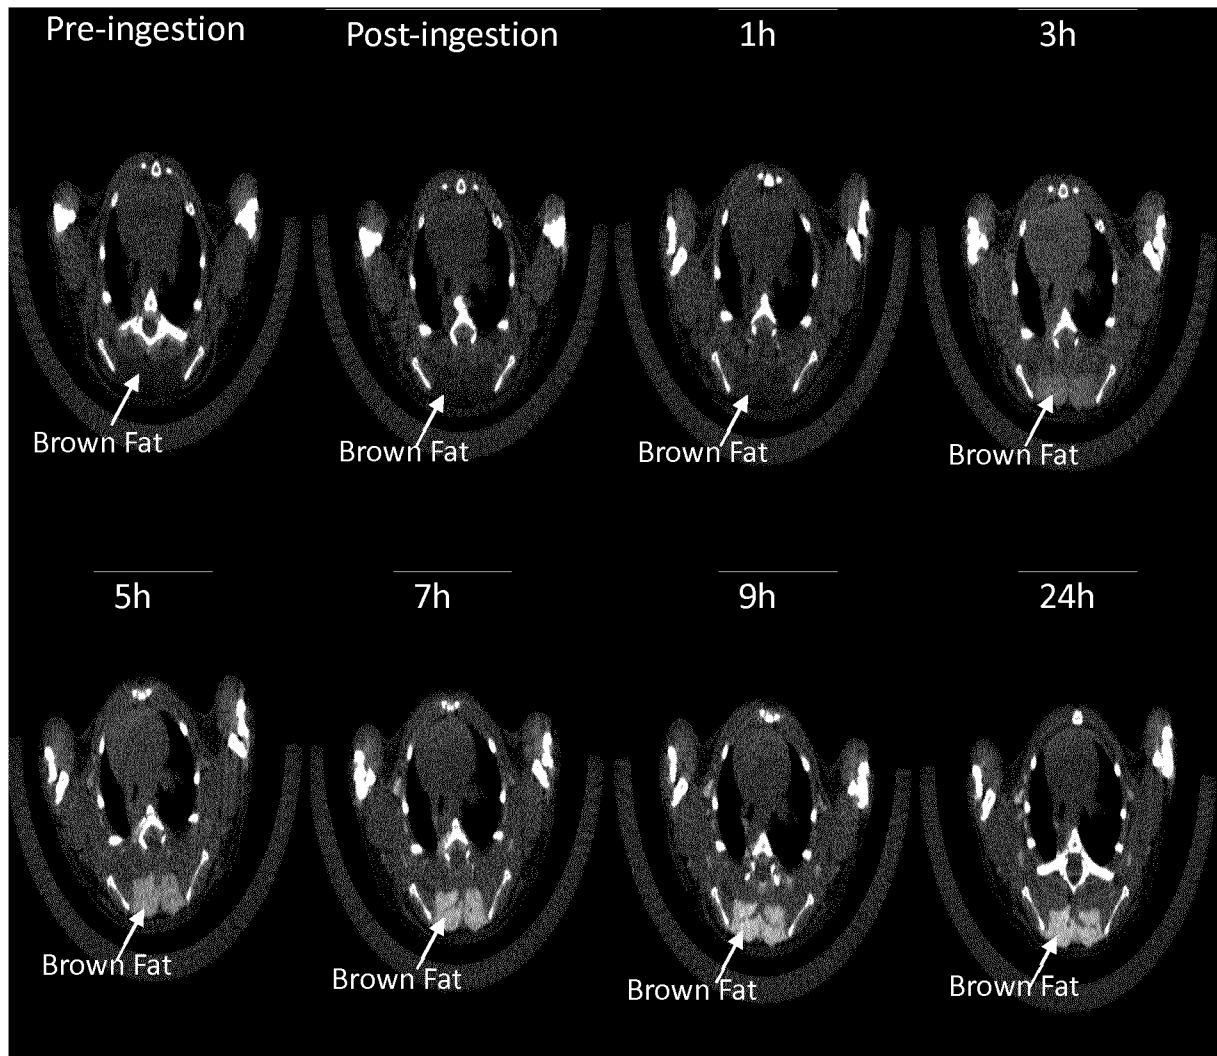 Pre-ingestion
Post-ingestion
1h
3h
Brown Fat
Brown Fat
Brown Fat
Brown Fat
5h
7h
9h
24h
Brown Fat
Brown Fat
Brown Fat
Brown Fat